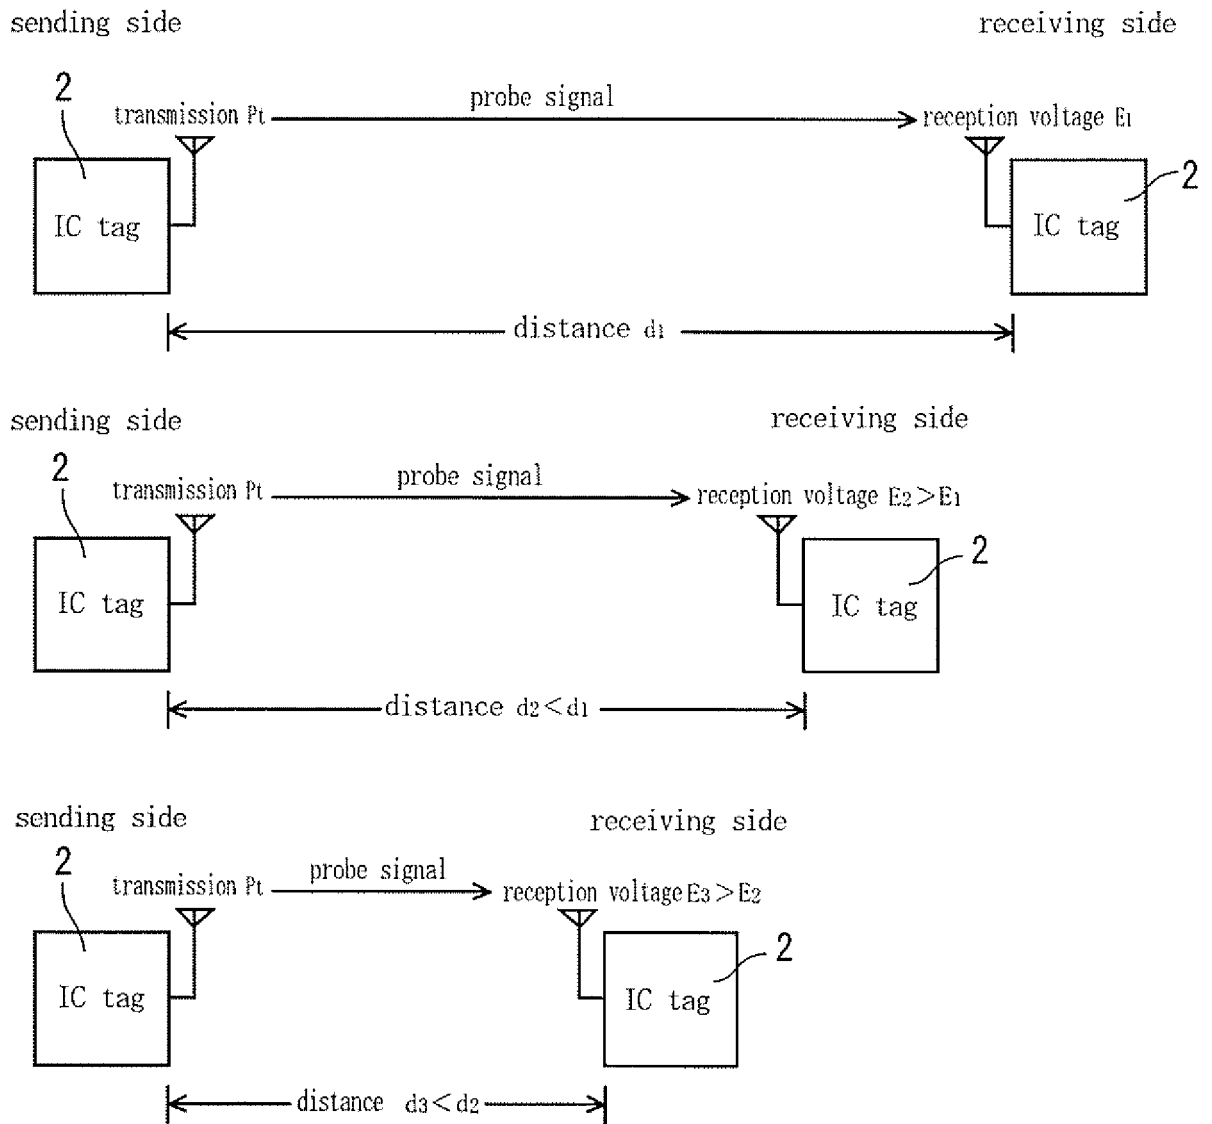 sending side
receiving side
2
transmission Pt
probe signal
reception voltage E1
2
IC tag
IC tag
distance d1
sending side
receiving side
2
transmission Pt
probe signal
reception voltage E2>E1
2
IC tag
IC tag
distance d2<d1
sending side
receiving side
2
transmission Pt
probe signal
reception voltage E3>E2
2
IC tag
IC tag
distance d3<d2